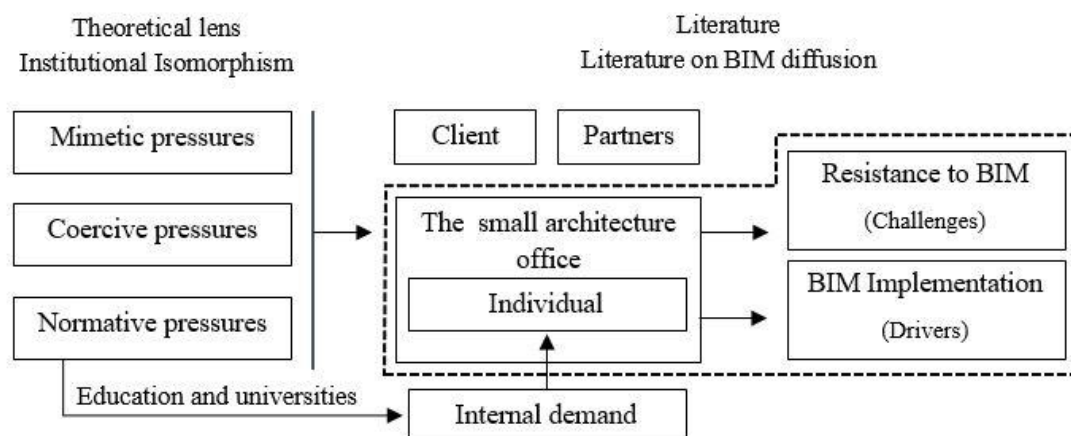 Theoretical lens
Institutional Isomorphism
Literature
Literature on BIM diffusion
Mimetic pressures
Coercive pressures
Normative pressures
Client
Partners
The small architecture
office
Individual
Resistance to BIM
(Challenges)
BIM Implementation
(Drivers)
Education and universities
Internal demand